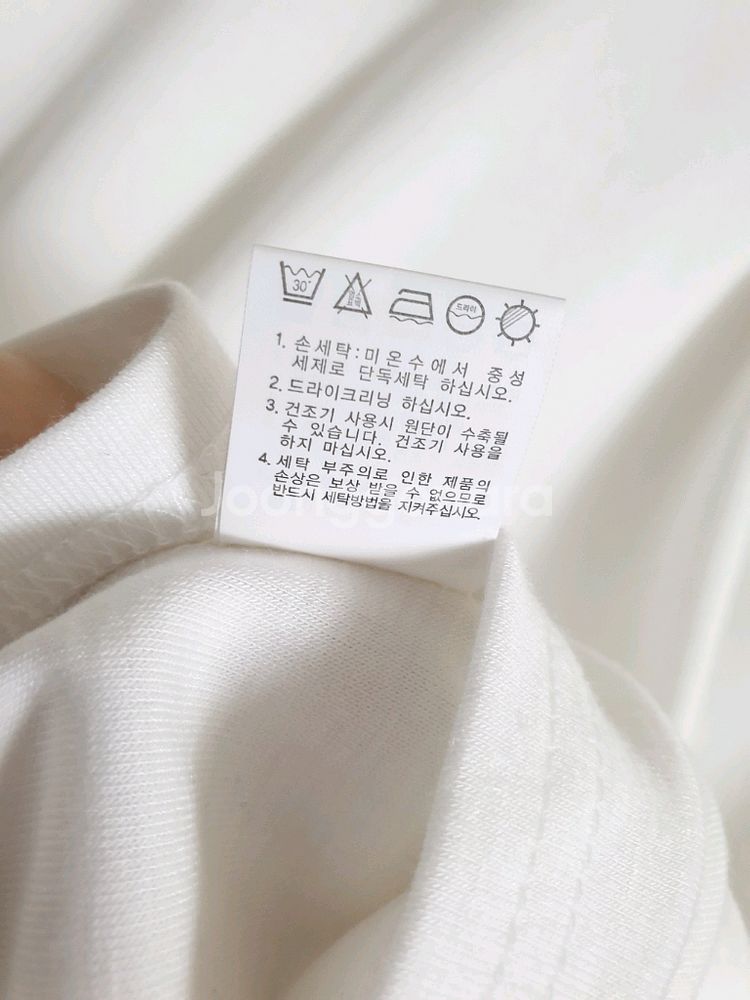 30°
드라이
1. 손세탁:미온수에서 중성
세제로 단독세탁 하십시오.
2. 드라이크리닝 하십시오.
3. 건조기 사용시 원단이 수축될
수 있습니다. 건조기 사용을
하지 마십시오.
4. 세탁 부주의로 인한 제품의
손상은 보상 받을 수 없으므로
반드시 세탁방법을 지켜주십시오.